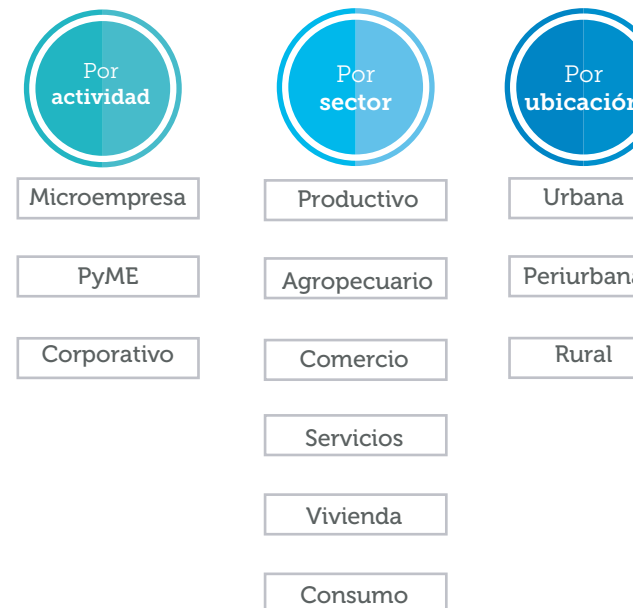 Por
actividad
Microempresa
PyME
Corporativo
Por
sector
Productivo
Agropecuario
Comercio
Servicios
Vivienda
Consumo
Por
ubicación
Urbana
Periurbana
Rural